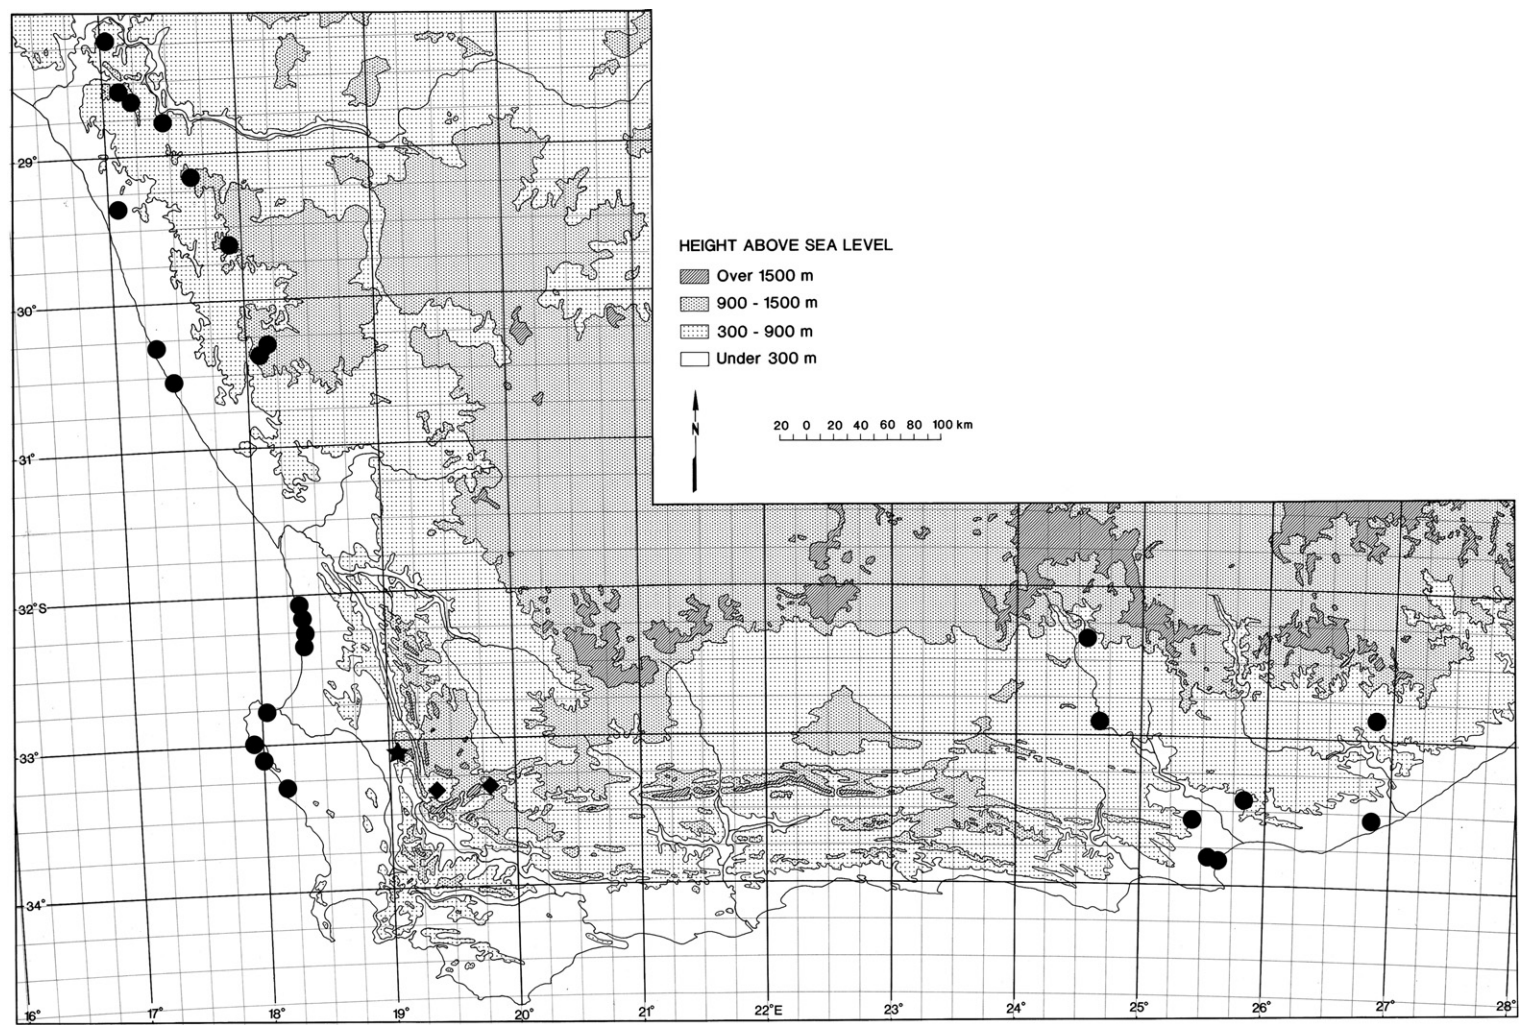 29°
HEIGHT ABOVE SEA LEVEL
Over 1500 m
900 - 1500 m
30°
300 - 900 m
Under 300 m
N
20 0 20 40 60 80 100 km
31°
32°S
33°
34°
16° 17° 18° 19° 20° 21° 22°E 23° 24° 25° 26° 27° 28°